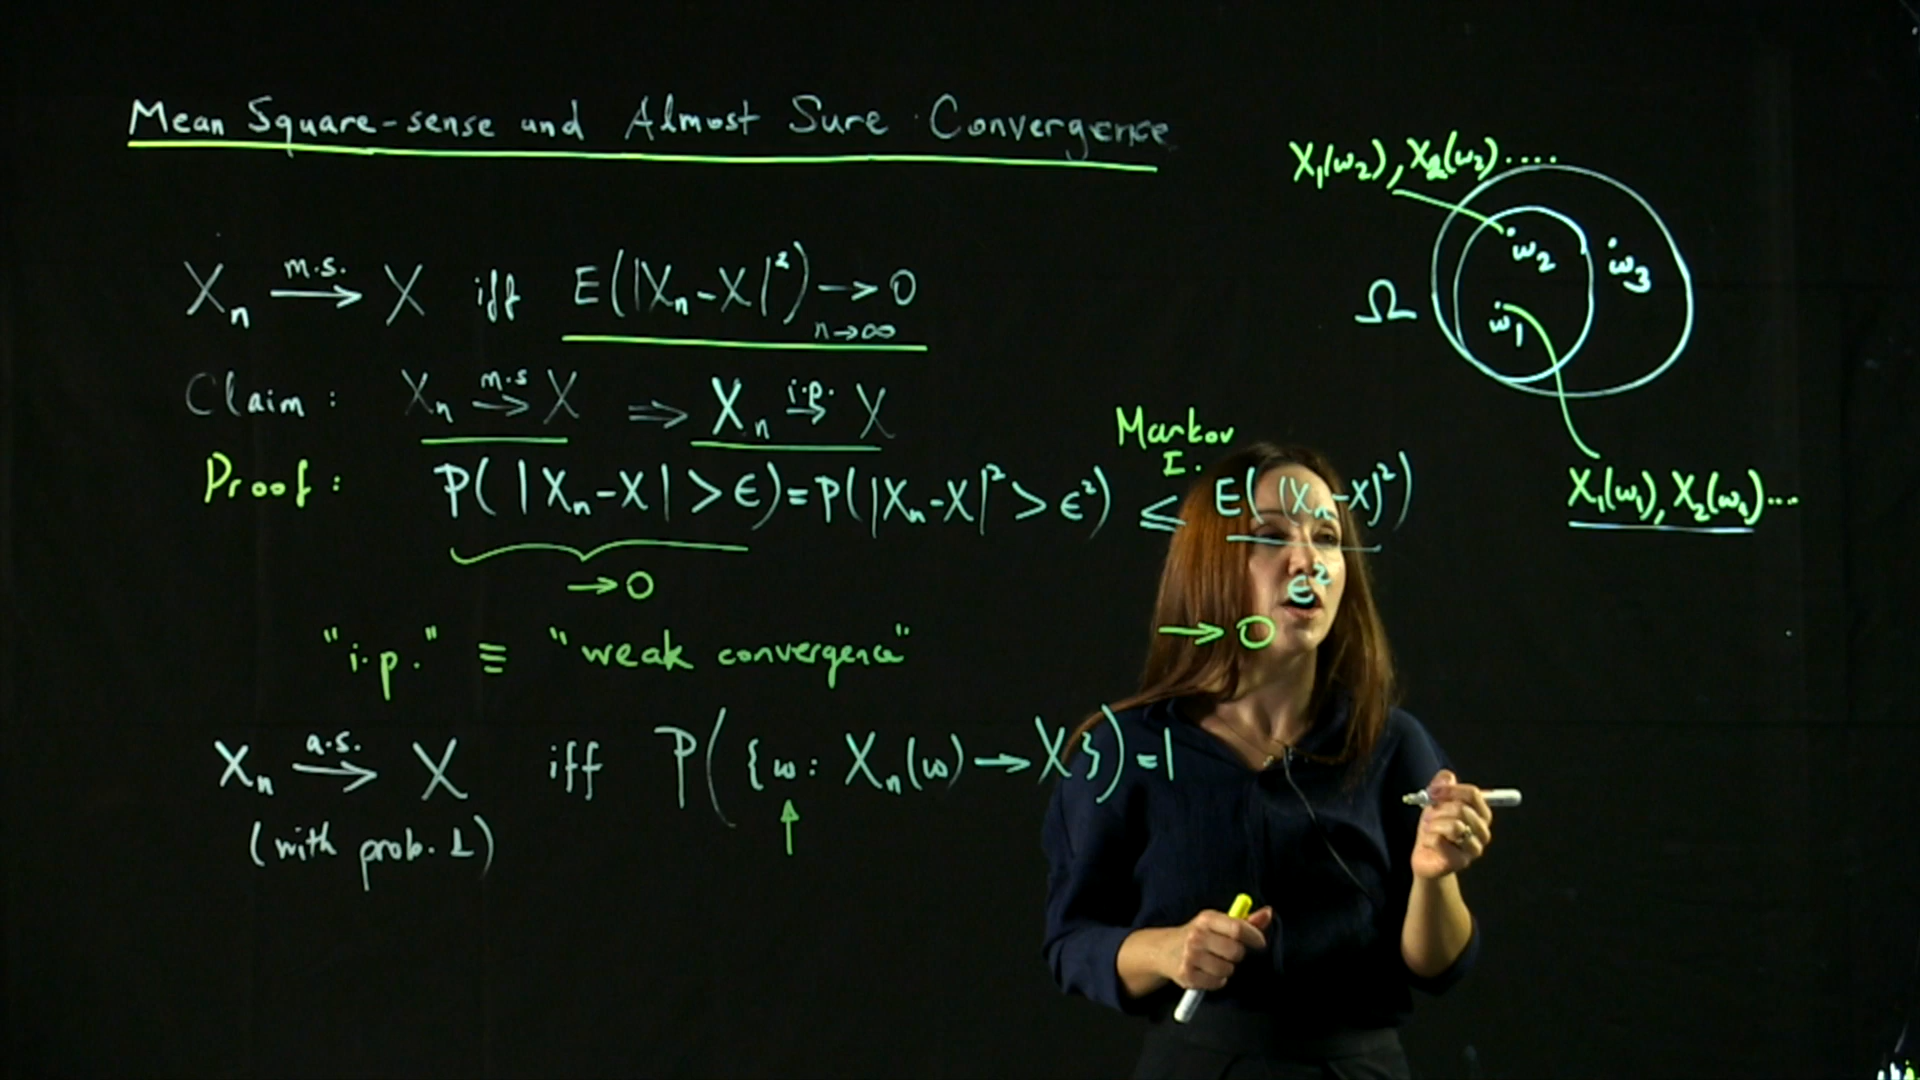 Mean Square-sense and Almost Sure Convergence
X₁(ω₂), X₂(ω₂)....
Xₙ —m.s.→ X iff E(|Xₙ-X|²) → 0
n→∞
Ω
ω₂
ω₃
ω₁
Claim: Xₙ —m.s→ X ⇒ Xₙ —i.p.→ X
Markov
I.
Proof: P(|Xₙ-X| > ϵ) = P(|Xₙ-X|² > ϵ²) ≤ E(|Xₙ-X|²)
ϵ²
X₁(ω₁), X₂(ω₁)....
→ 0
→ 0
"i.p." ≡ "weak convergence"
Xₙ —a.s.→ X iff P({ω: Xₙ(ω) → X}) = 1
↑
(with prob. 1)